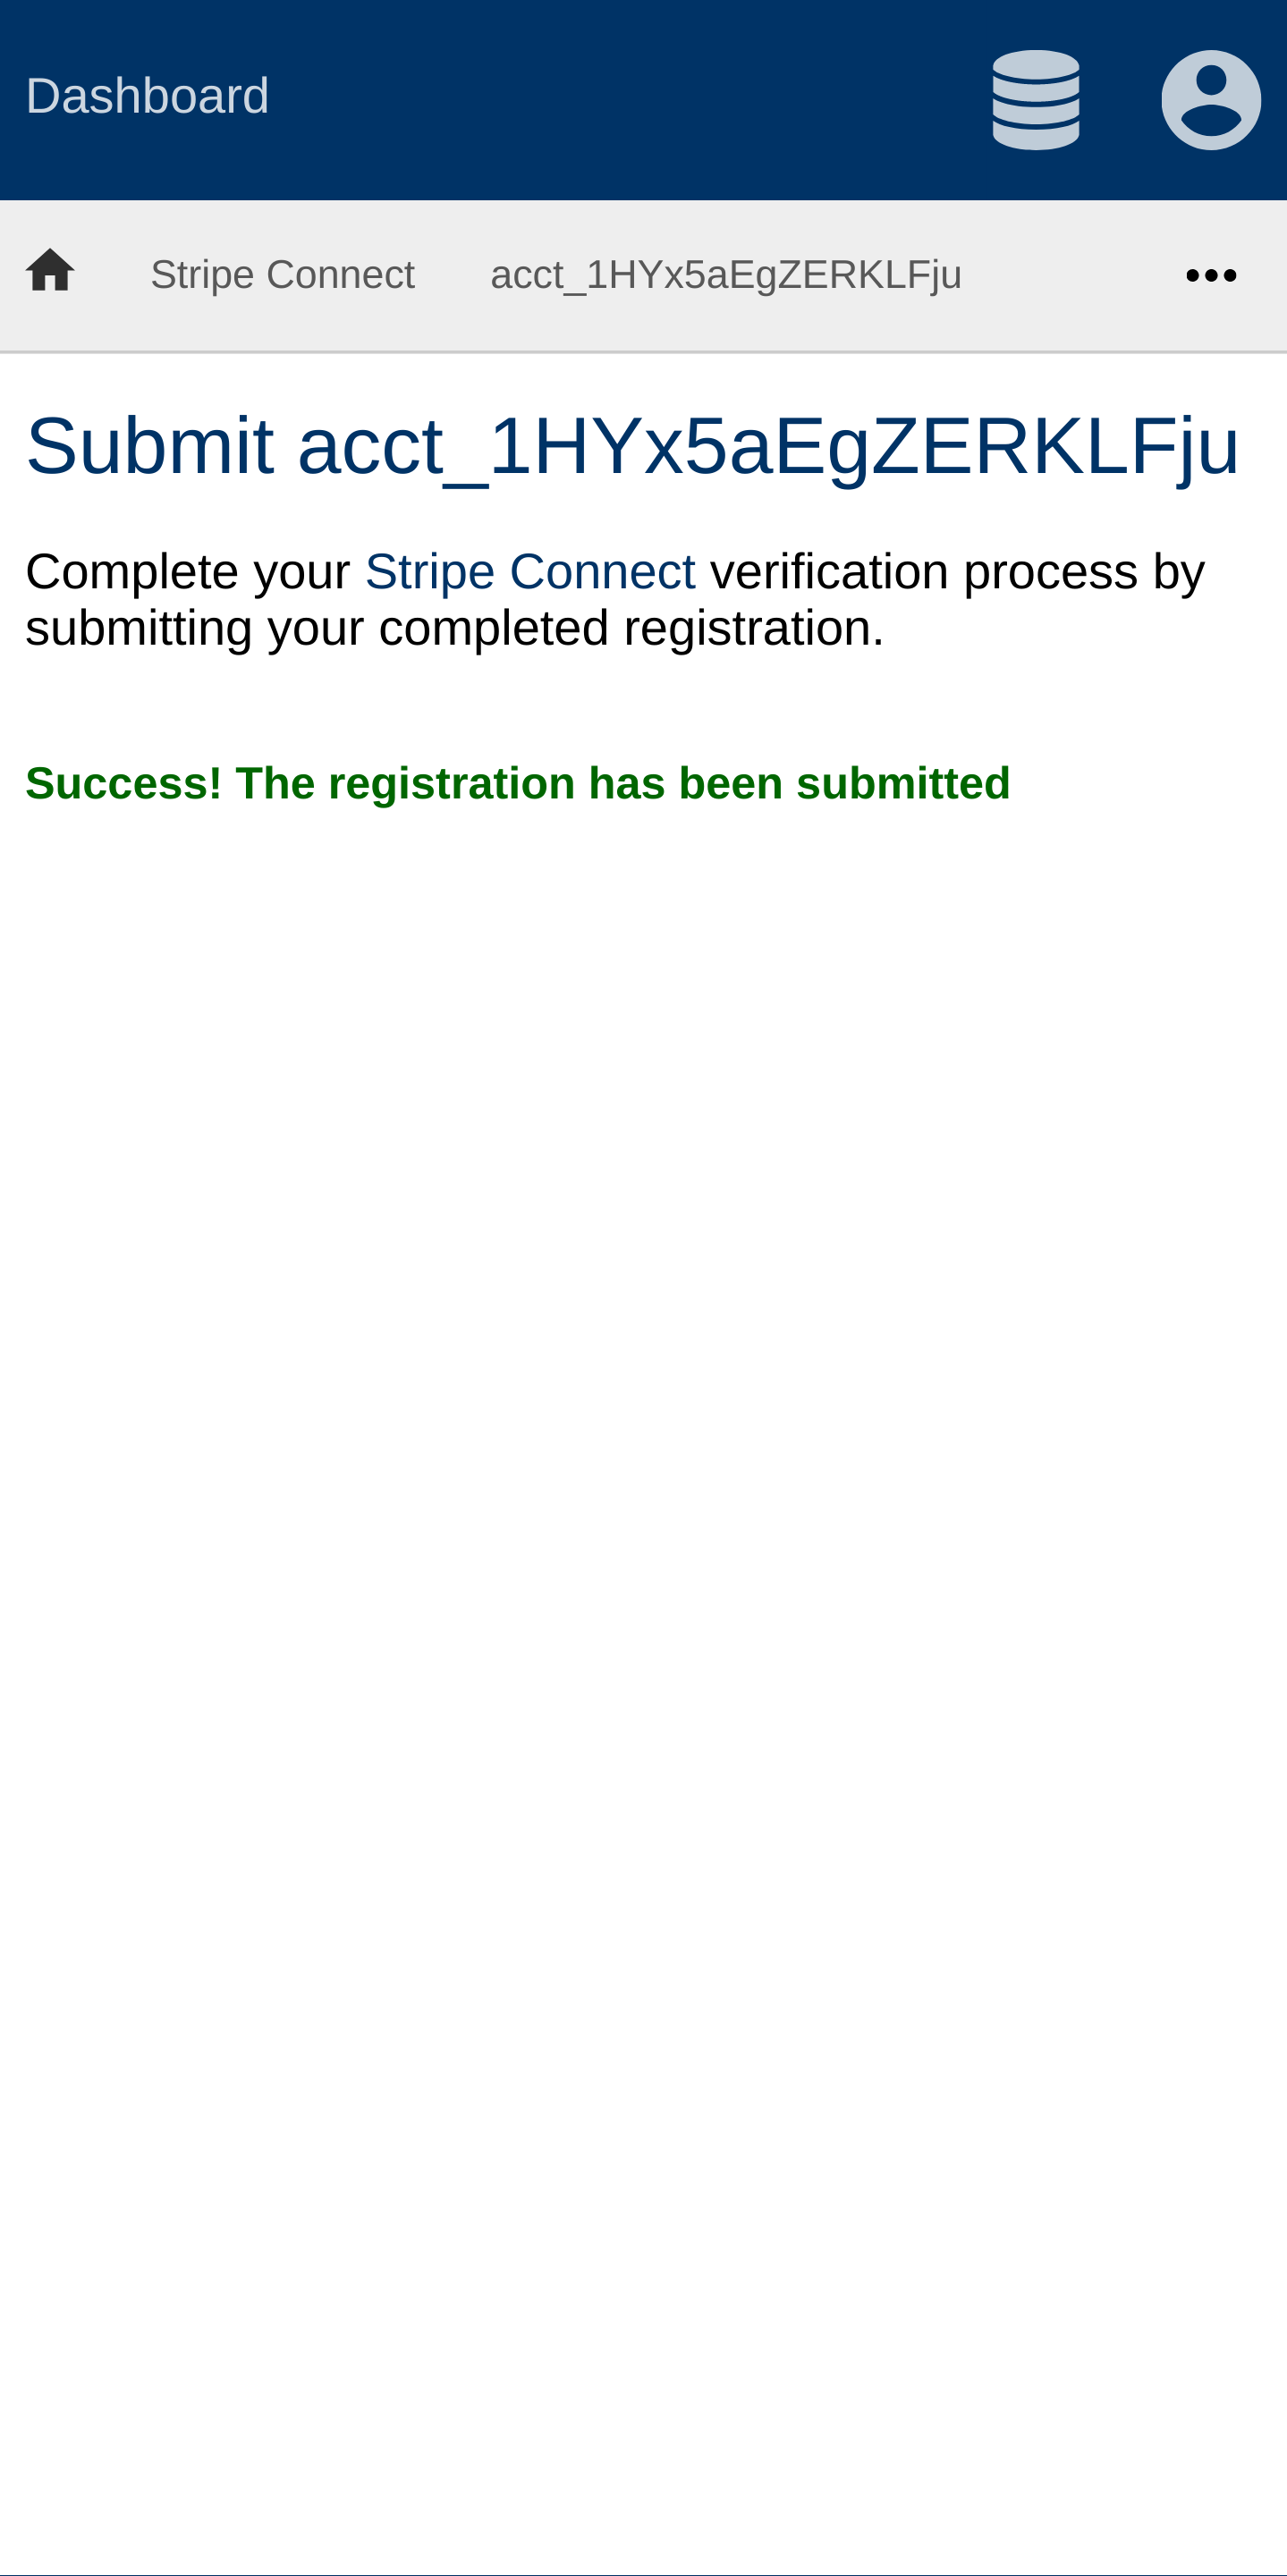 Dashboard
Stripe Connect acct_1HYx5aEgZERKLFju
Submit acct_1HYx5aEgZERKLFju
Complete your Stripe Connect verification process by
submitting your completed registration.
Success! The registration has been submitted